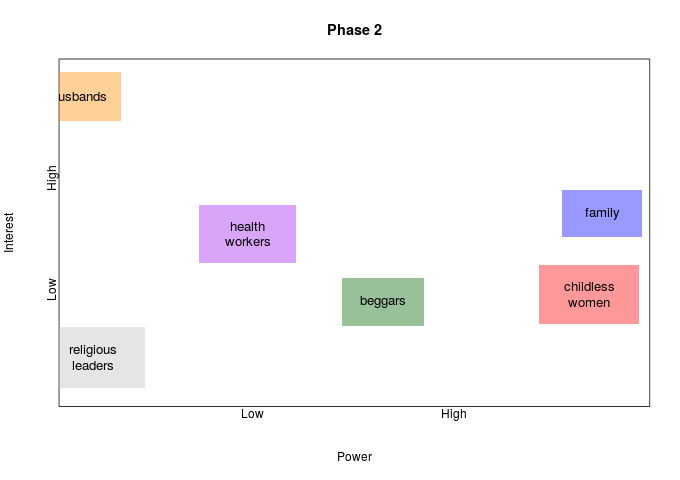 Phase 2
usbands
High
health
workers
family
Interest
Low
beggars
childless
women
religious
leaders
Low
High
Power